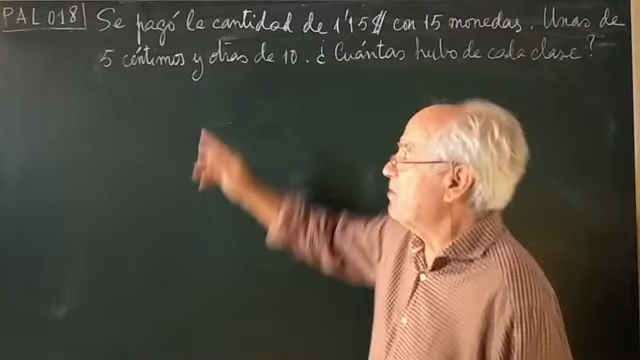 PAL 018 Se pagó la cantidad de 1'15$ con 15 monedas. Unas de
5 céntimos y otras de 10. ¿Cuántas hubo de cada clase?